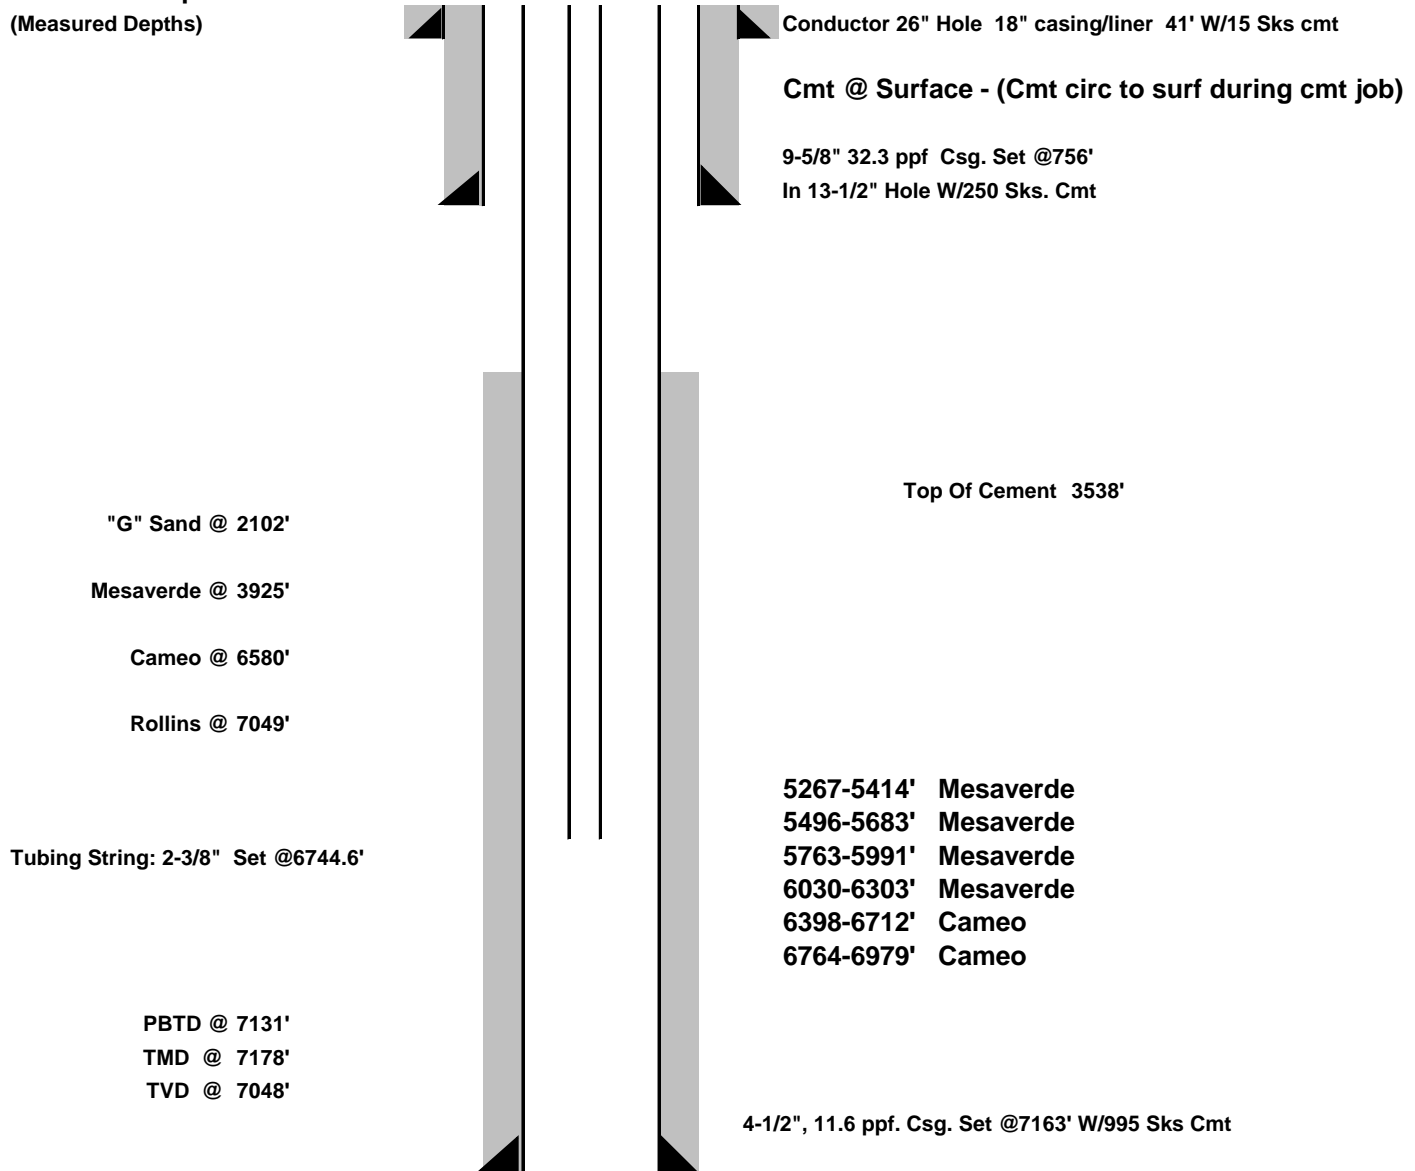 (Measured Depths)
Conductor 26" Hole 18" casing/liner 41' W/15 Sks cmt
Cmt @ Surface - (Cmt circ to surf during cmt job)
9-5/8" 32.3 ppf Csg. Set @756'
In 13-1/2" Hole W/250 Sks. Cmt
Top Of Cement 3538'
"G" Sand @ 2102'
Mesaverde @ 3925'
Cameo @ 6580'
Rollins @ 7049'
5267-5414' Mesaverde
5496-5683' Mesaverde
Tubing String: 2-3/8" Set @6744.6'
5763-5991' Mesaverde
6030-6303' Mesaverde
6398-6712' Cameo
6764-6979' Cameo
PBTD @ 7131'
TMD @ 7178'
TVD @ 7048'
4-1/2", 11.6 ppf. Csg. Set @7163' W/995 Sks Cmt